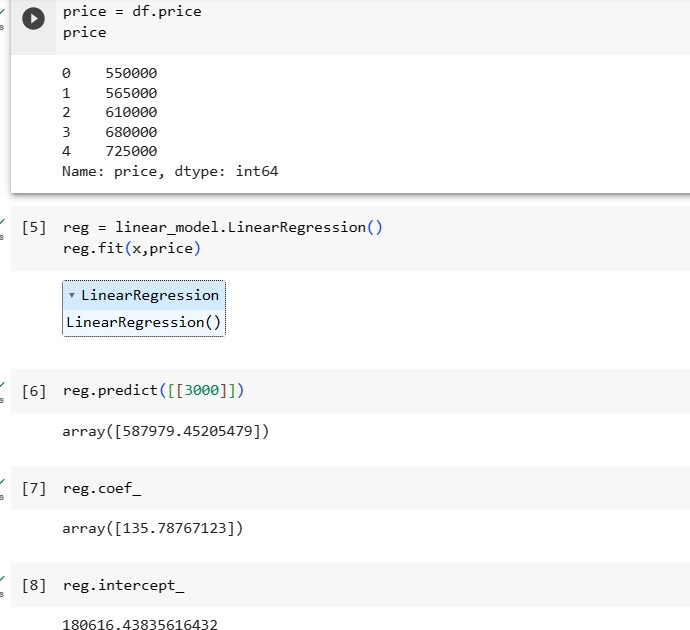 price = df.price
price
0    550000
1    565000
2    610000
3    680000
4    725000
Name: price, dtype: int64
[5] reg = linear_model.LinearRegression()
reg.fit(x,price)
▾ LinearRegression
LinearRegression()
[6] reg.predict([[3000]])
array([587979.45205479])
[7] reg.coef_
array([135.78767123])
[8] reg.intercept_
180616.43835616432